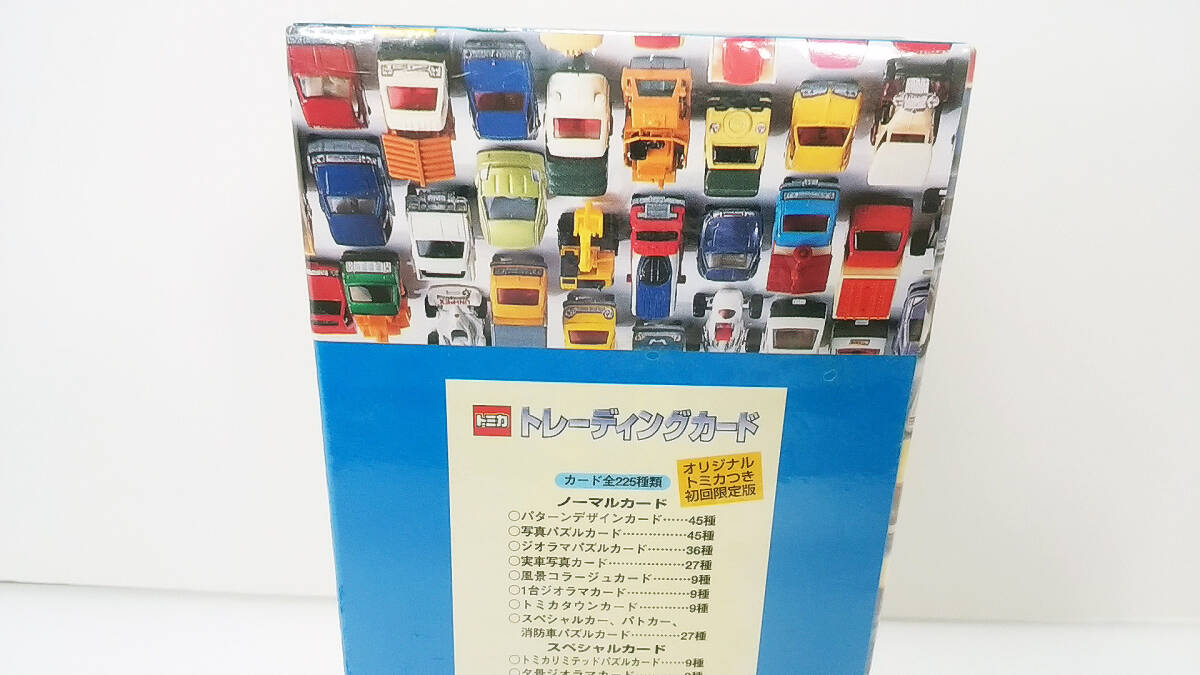 トミカ トレーディングカード
カード全225種類
オリジナル
トミカつき
初回限定版
ノーマルカード
○パターンデザインカード……45種
○写真パズルカード……………45種
○ジオラマパズルカード………36種
○実車写真カード………………27種
○風景コラージュカード………9種
○1台ジオラマカード……………9種
○トミカタウンカード…………9種
○スペシャルカー、パトカー、
消防車パズルカード…………27種
スペシャルカード
○トミカリミテッドパズルカード……9種
○夕景ジオラマカード